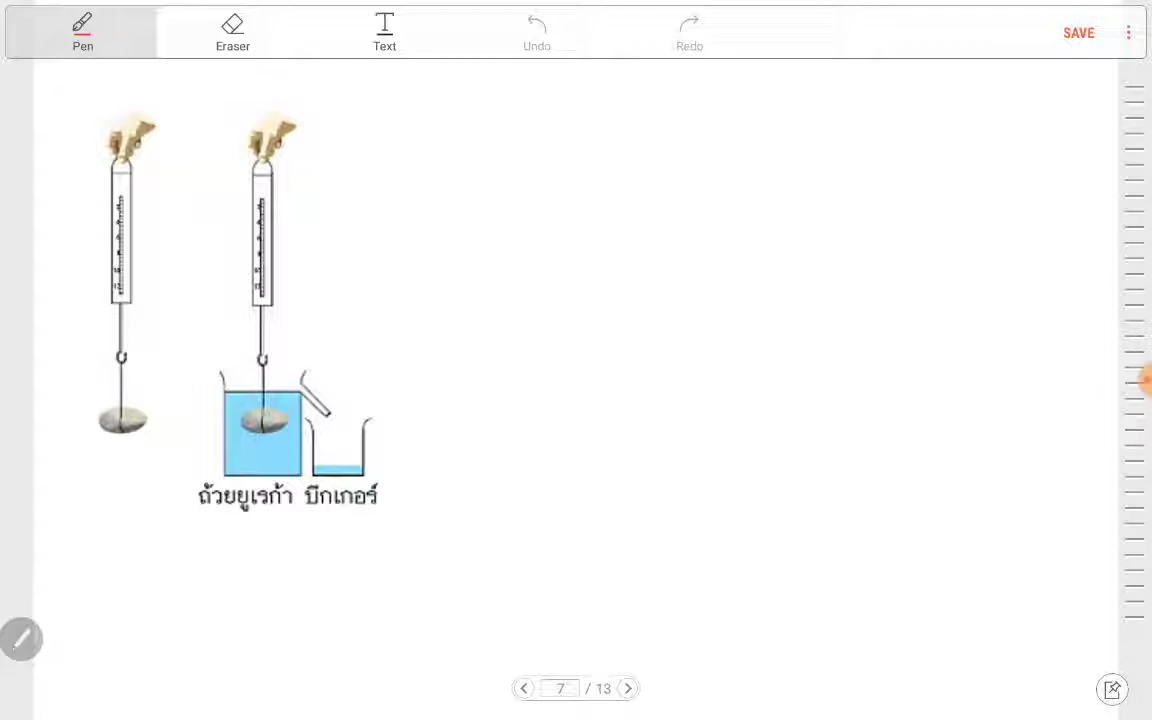 Pen
Eraser
Text
Undo
Redo
SAVE
ถ้วยยูเรก้า บีกเกอร์
7 / 13